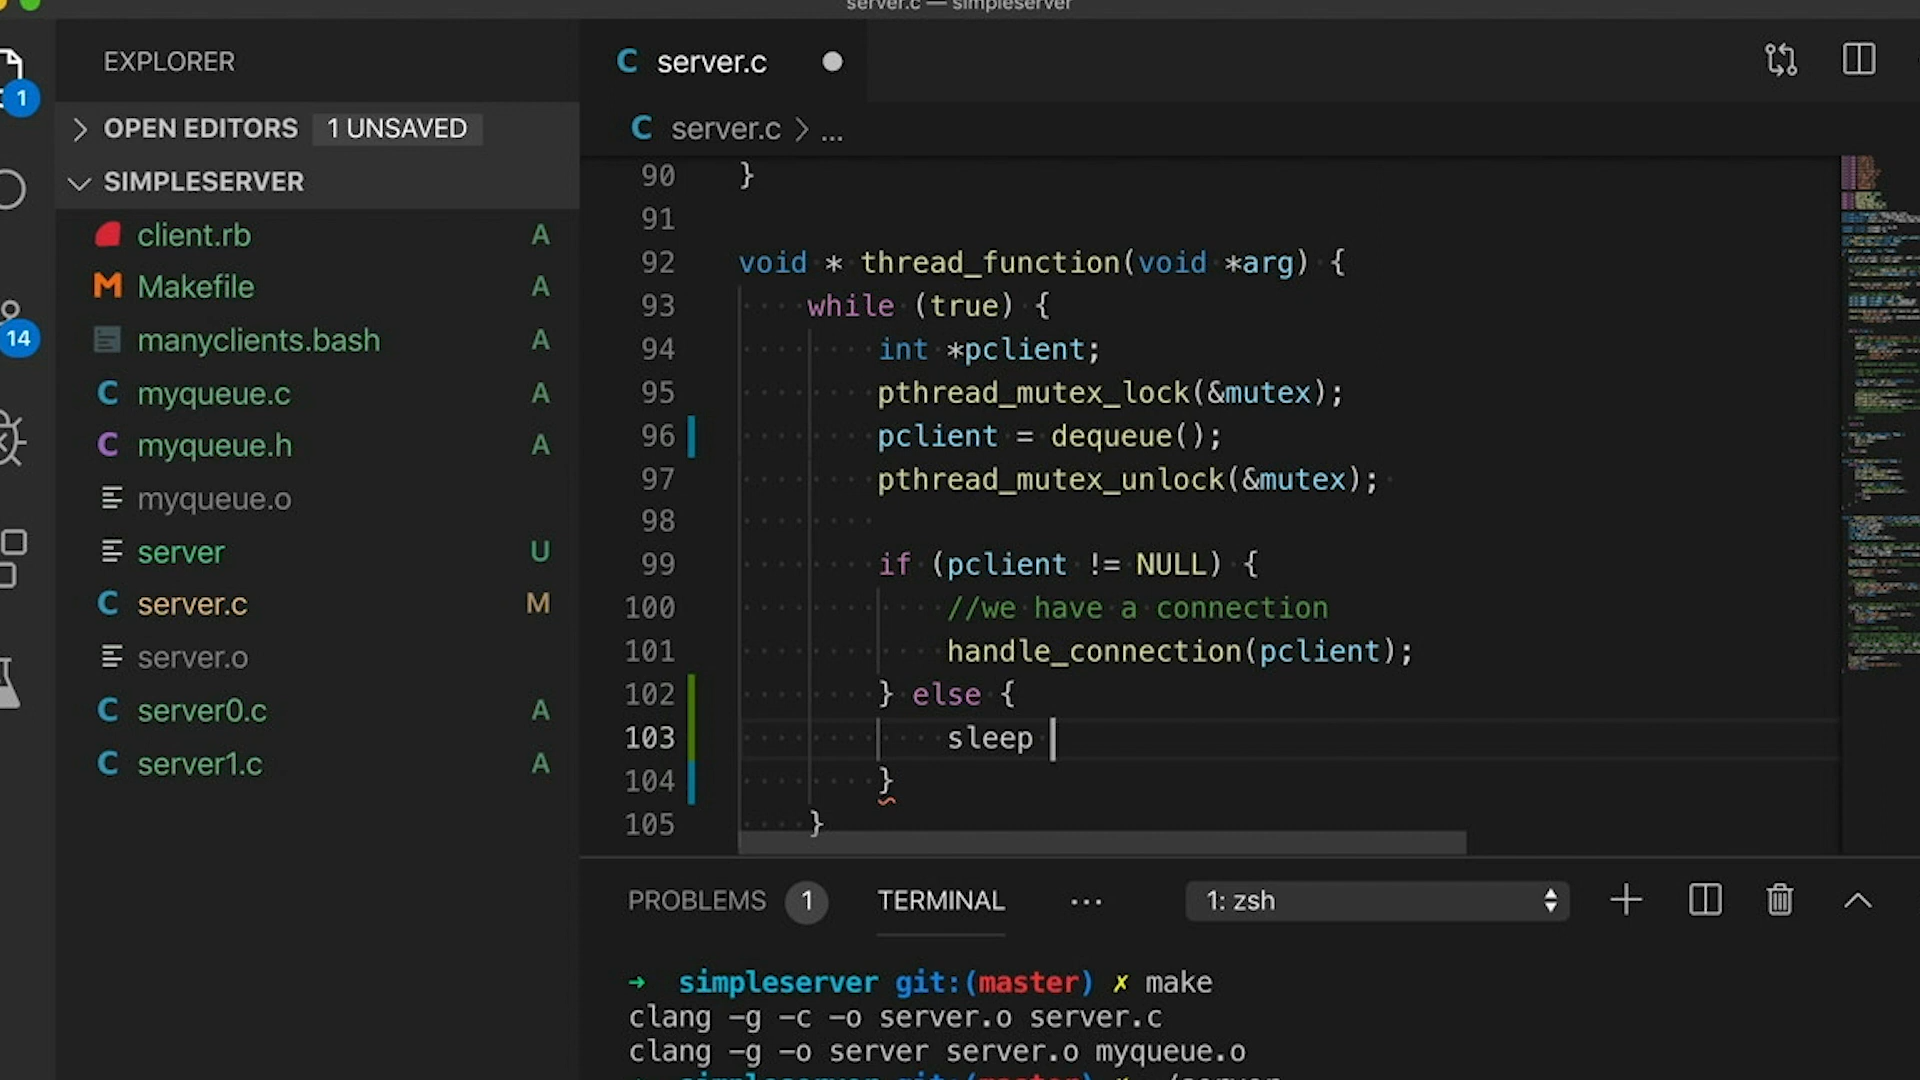 server.c — simpleserver
EXPLORER
1
OPEN EDITORS 1 UNSAVED
SIMPLESERVER
client.rb A
Makefile A
manyclients.bash A
14
myqueue.c A
myqueue.h A
myqueue.o
server U
server.c M
server.o
server0.c A
server1.c A
C server.c
C server.c > ...
90 }
91
92 void * thread_function(void *arg) {
93 while (true) {
94 int *pclient;
95 pthread_mutex_lock(&mutex);
96 pclient = dequeue();
97 pthread_mutex_unlock(&mutex);
98
99 if (pclient != NULL) {
100 //we have a connection
101 handle_connection(pclient);
102 } else {
103 sleep
104 }
105 }
PROBLEMS 1 TERMINAL ... 1: zsh
→ simpleserver git:(master) ✗ make
clang -g -c -o server.o server.c
clang -g -o server server.o myqueue.o